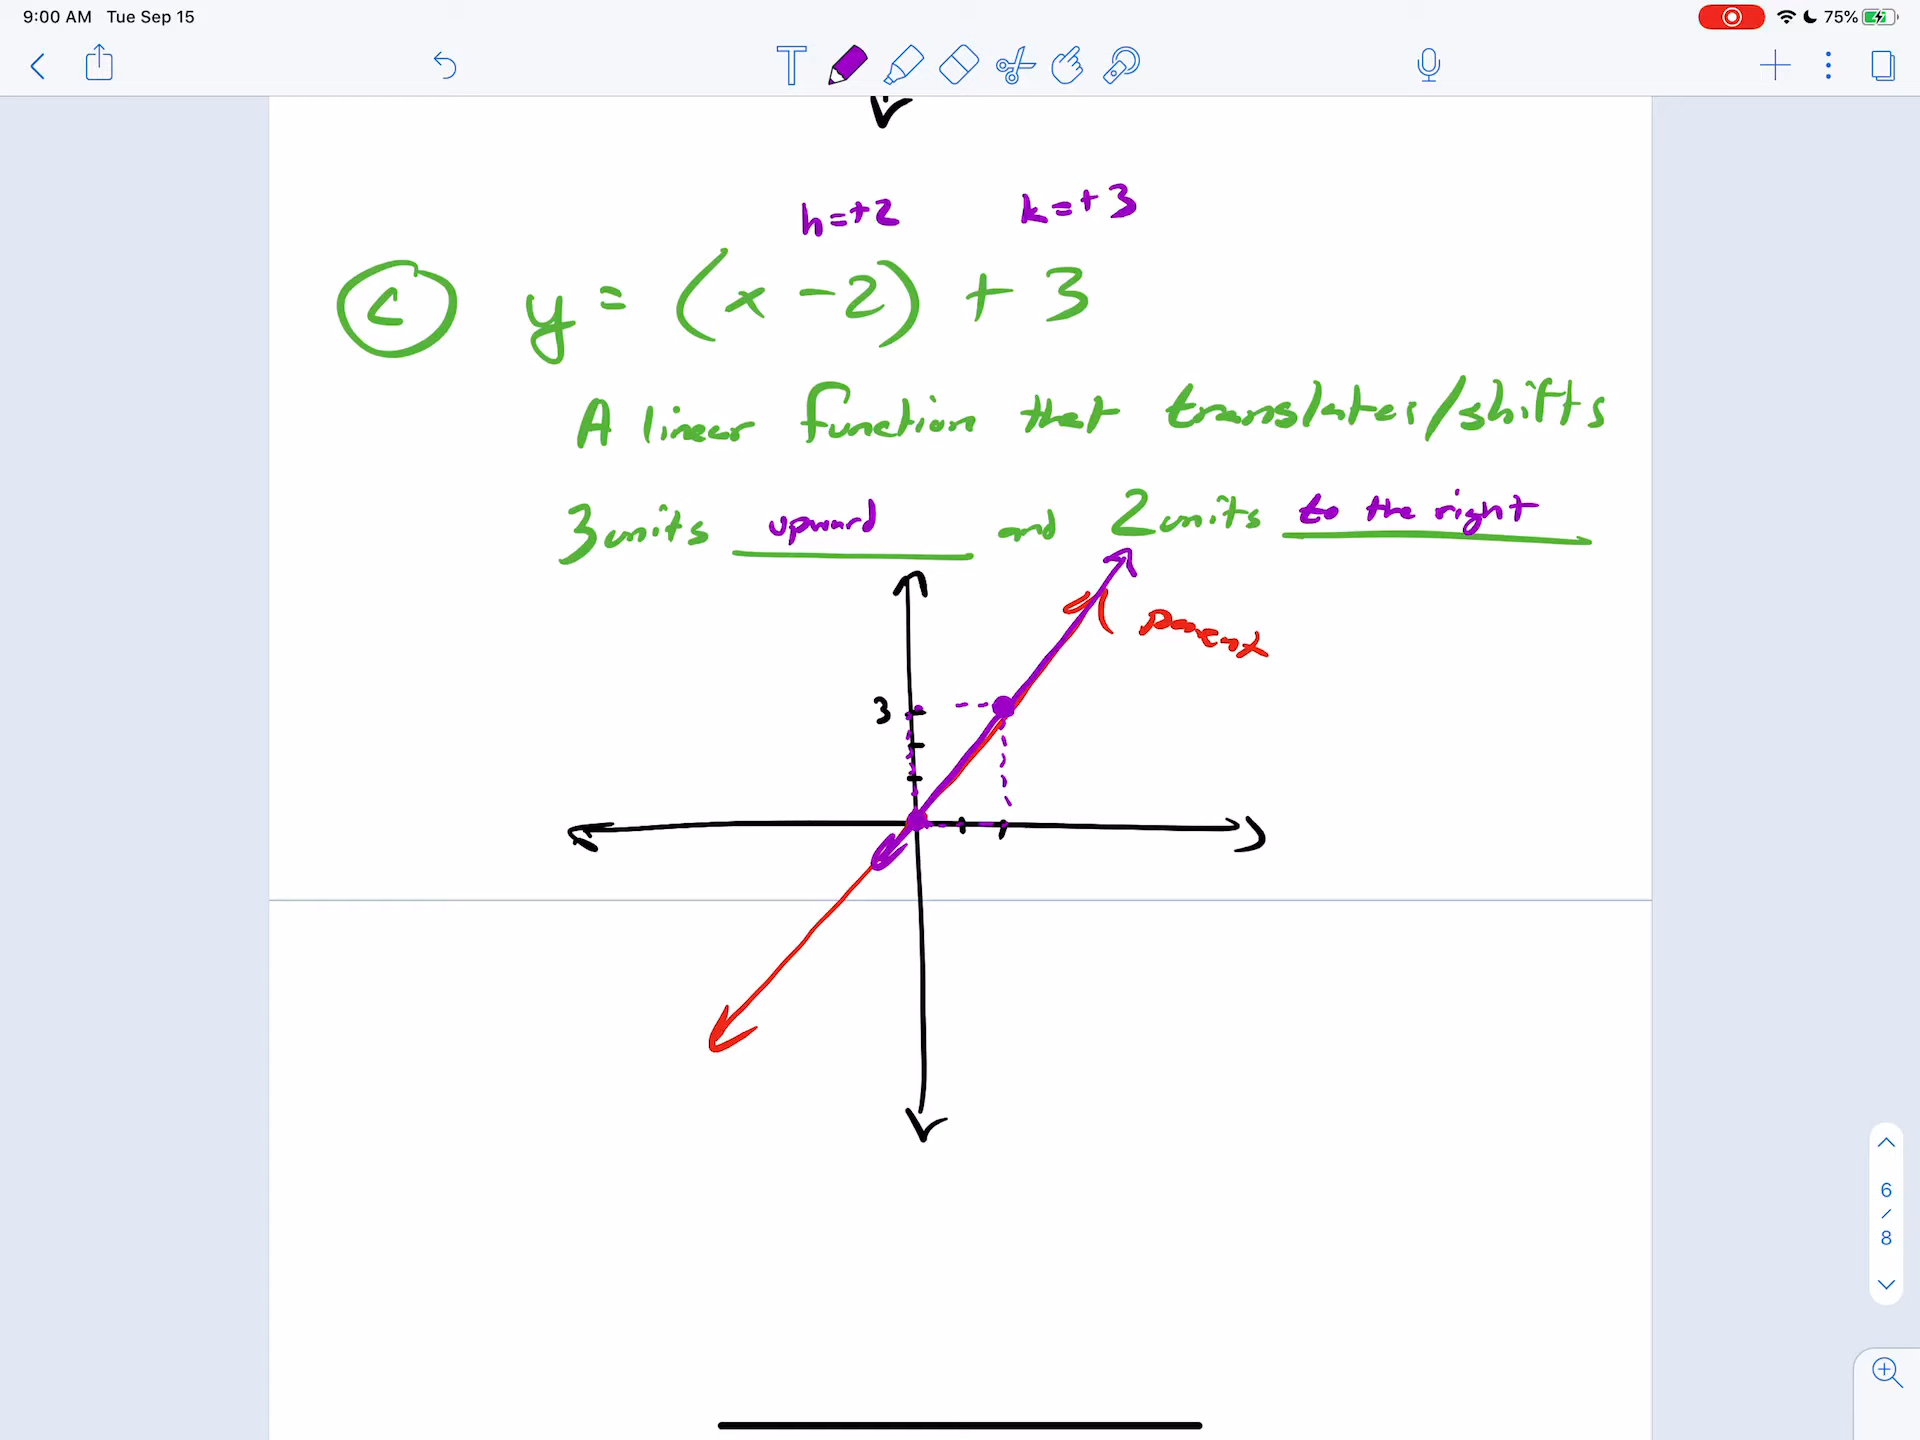 9:00 AM Tue Sep 15
75%
h=+2 k=+3
c y = (x - 2) + 3
A linear function that translates/shifts
3 units upward and 2 units to the right
parent
3
6
/
8